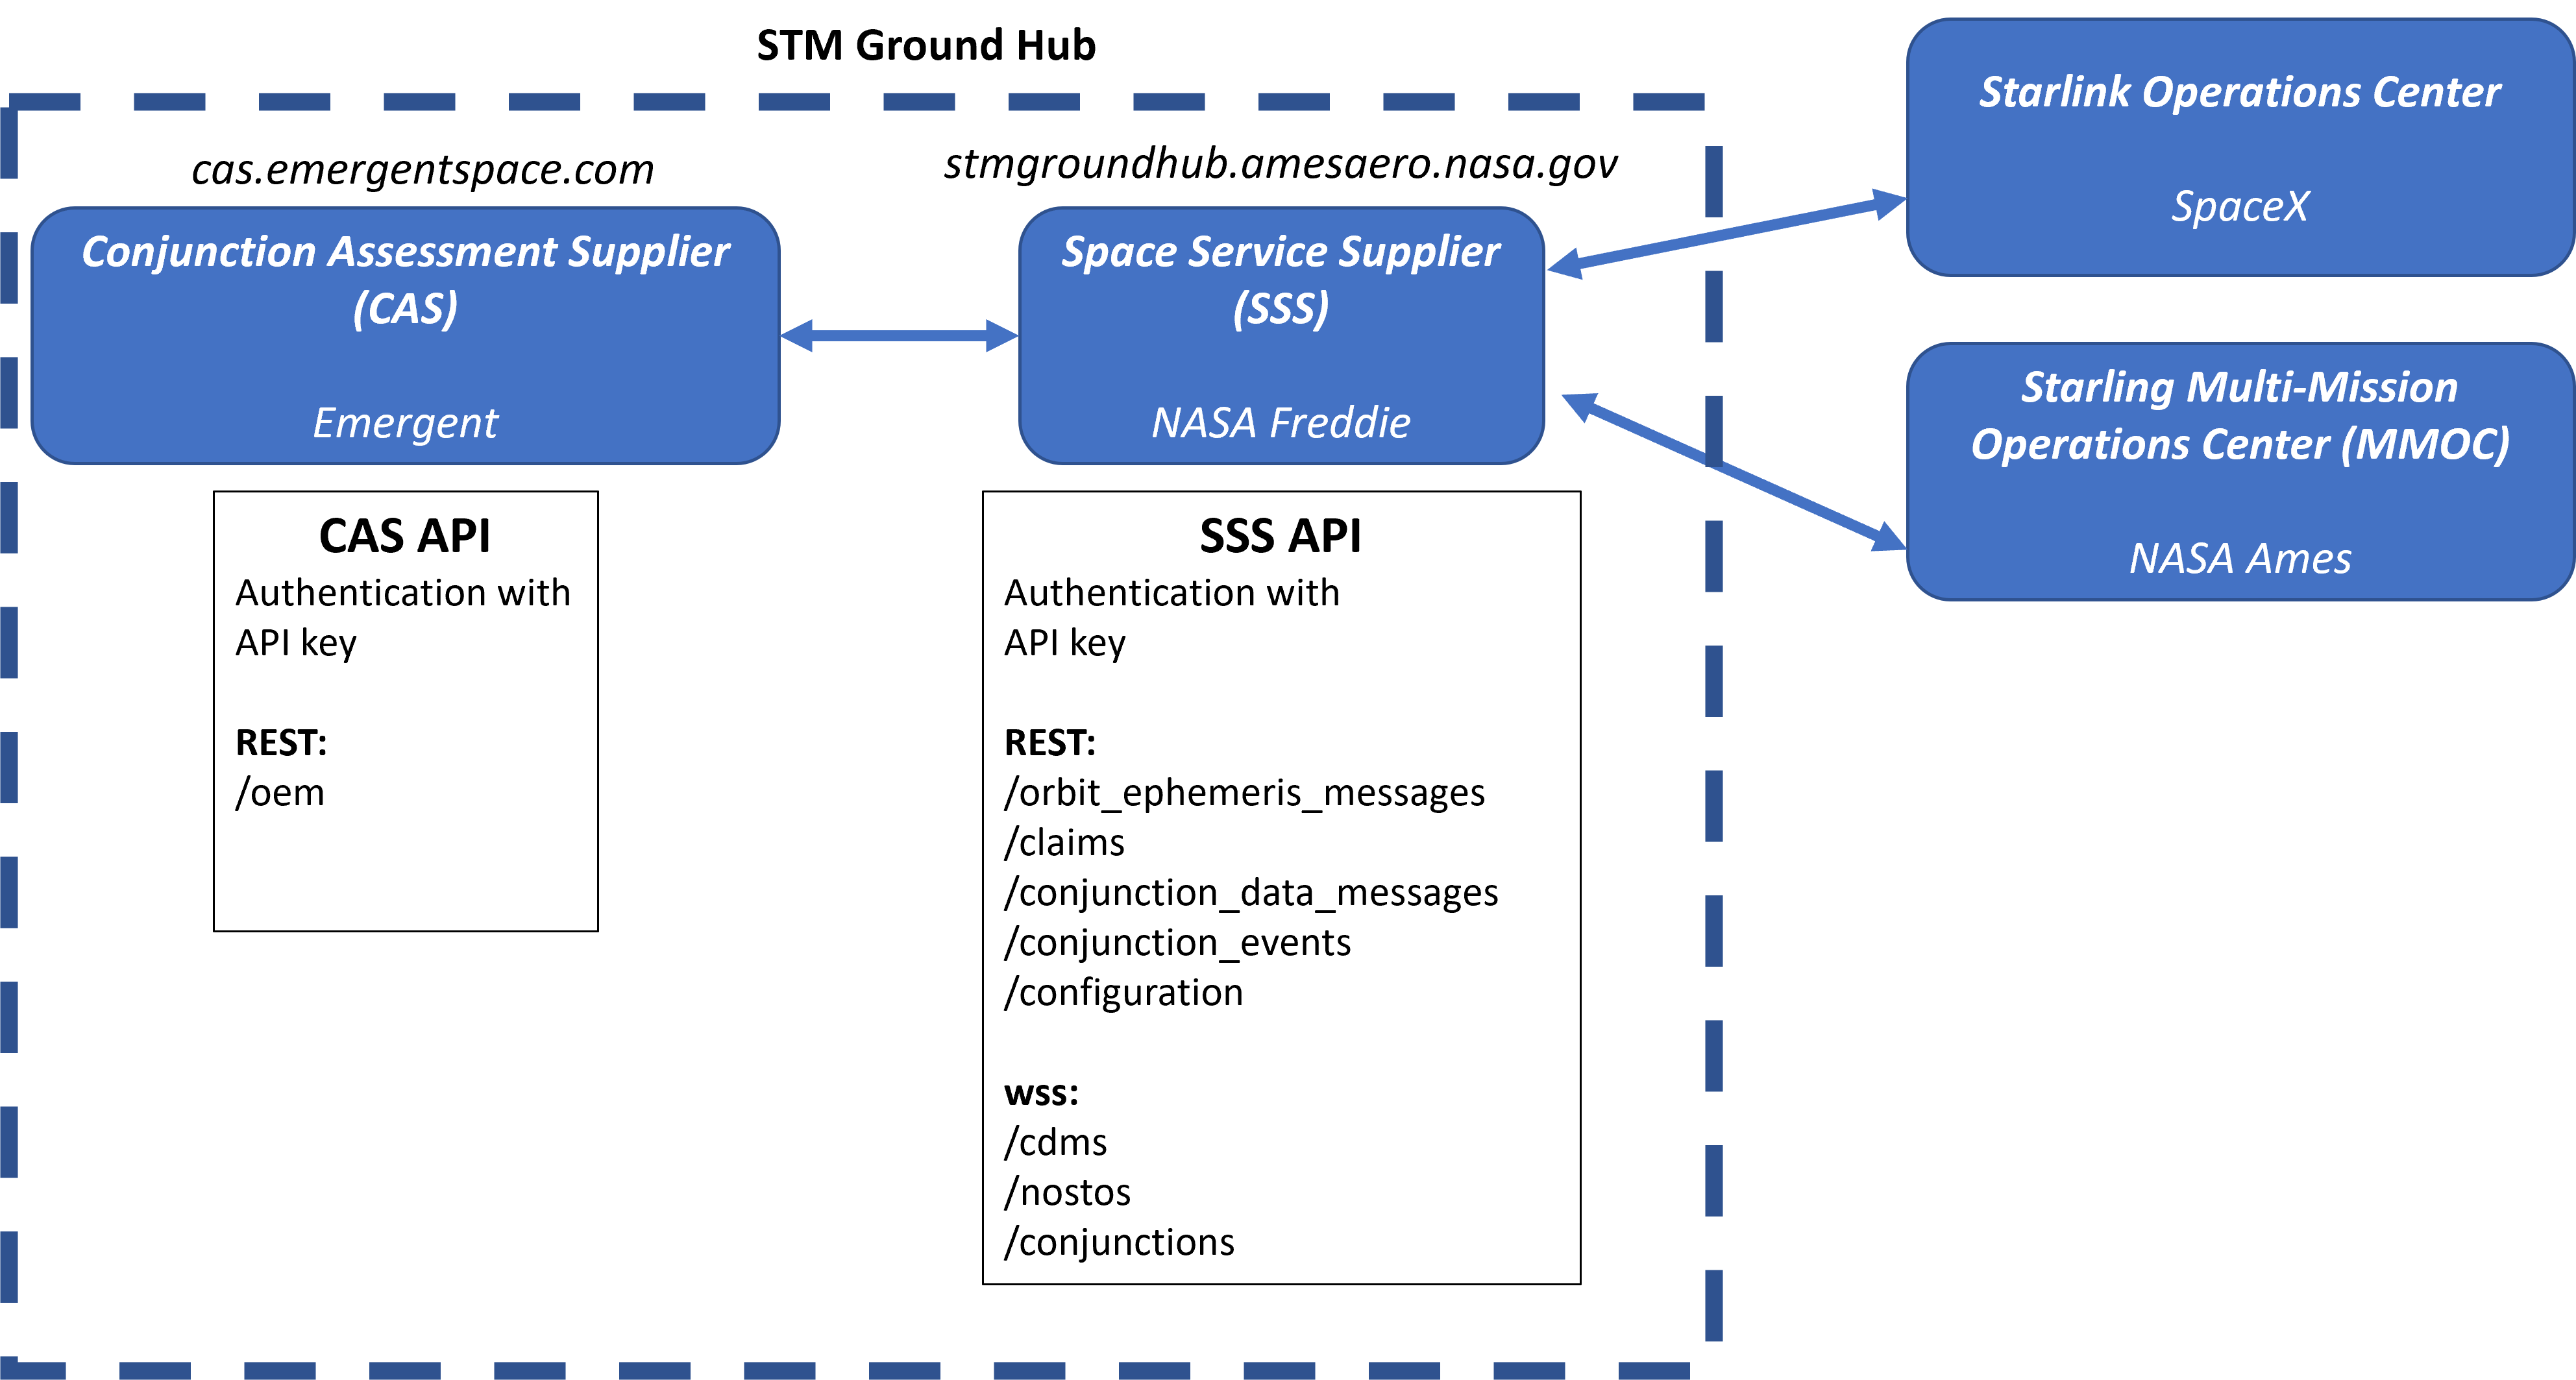 STM Ground Hub
cas.emergentspace.com
Conjunction Assessment Supplier
(CAS)
Emergent
CAS API
Authentication with
API key
REST:
/oem
stmgroundhub.amesaero.nasa.gov
Space Service Supplier
(SSS)
NASA Freddie
SSS API
Authentication with
API key
REST:
/orbit_ephemeris_messages
/claims
/conjunction_data_messages
/conjunction_events
/configuration
wss:
/cdms
/nostos
/conjunctions
Starlink Operations Center
SpaceX
Starling Multi-Mission
Operations Center (MMOC)
NASA Ames